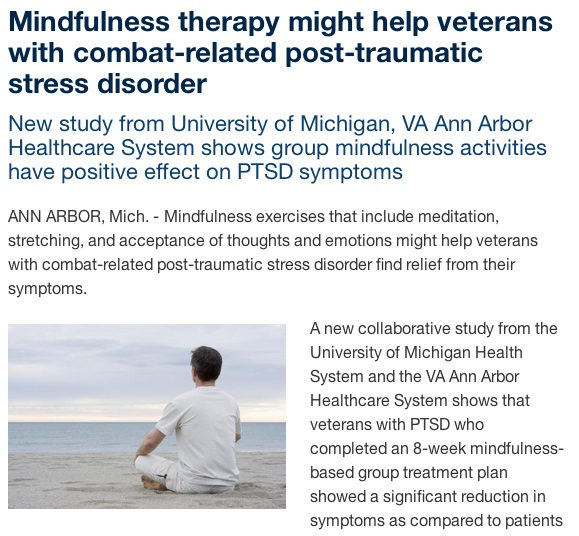 Mindfulness therapy might help veterans
with combat-related post-traumatic
stress disorder
New study from University of Michigan, VA Ann Arbor
Healthcare System shows group mindfulness activities
have positive effect on PTSD symptoms
ANN ARBOR, Mich. - Mindfulness exercises that include meditation,
stretching, and acceptance of thoughts and emotions might help veterans
with combat-related post-traumatic stress disorder find relief from their
symptoms.
A new collaborative study from the
University of Michigan Health
System and the VA Ann Arbor
Healthcare System shows that
veterans with PTSD who
completed an 8-week mindfulness-
based group treatment plan
showed a significant reduction in
symptoms as compared to patients